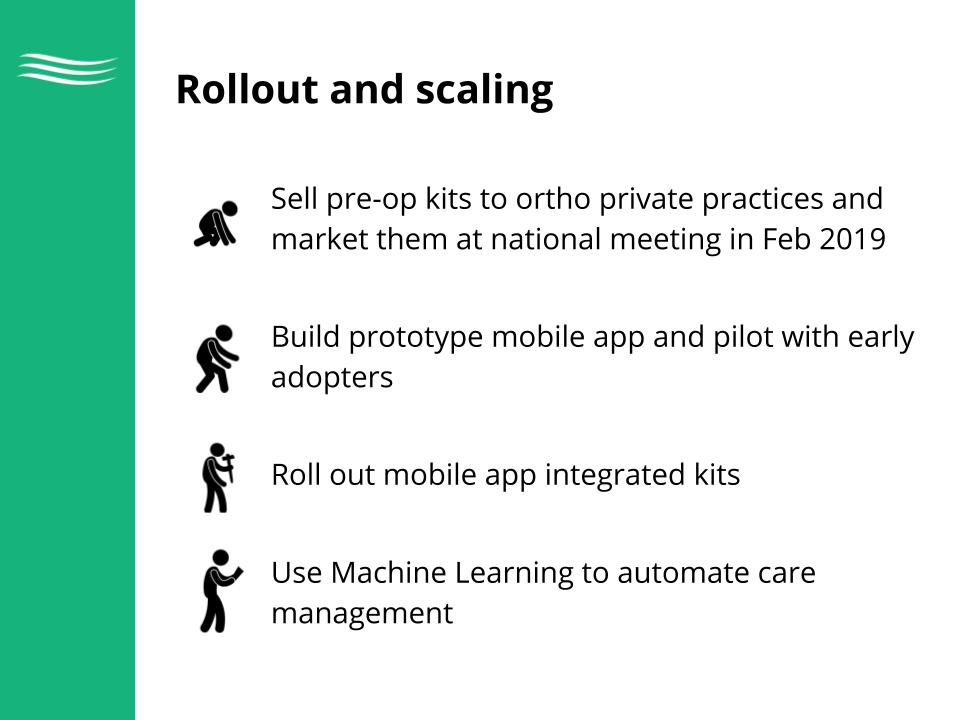 Rollout and scaling
Sell pre-op kits to ortho private practices and
market them at national meeting in Feb 2019
Build prototype mobile app and pilot with early
adopters
Roll out mobile app integrated kits
Use Machine Learning to automate care
management